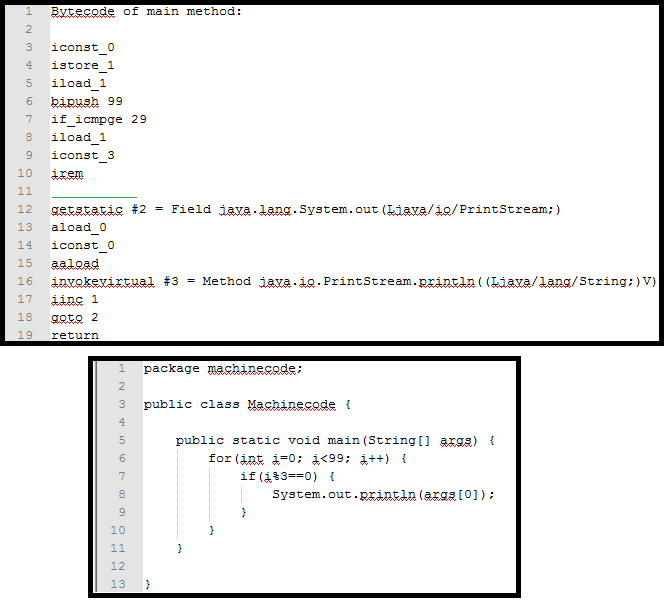 1 Bytecode of main method:
2
3 iconst_0
4 istore_1
5 iload_1
6 bipush 99
7 if_icmpge 29
8 iload_1
9 iconst_3
10 irem
11 ___________
12 getstatic #2 = Field java.lang.System.out(Ljava/io/PrintStream;)
13 aload_0
14 iconst_0
15 aaload
16 invokevirtual #3 = Method java.io.PrintStream.println((Ljava/lang/String;)V)
17 iinc 1
18 goto 2
19 return
1 package machinecode;
2
3 public class Machinecode {
4
5 public static void main(String[] args) {
6 for(int i=0; i<99; i++) {
7 if(i%3==0) {
8 System.out.println(args[0]);
9 }
10 }
11 }
12
13 }